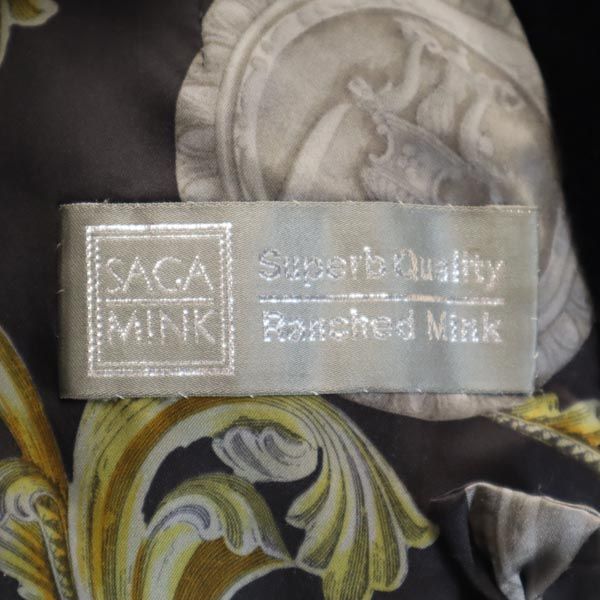 SAGA
MINK
Superb Quality
Ranched Mink